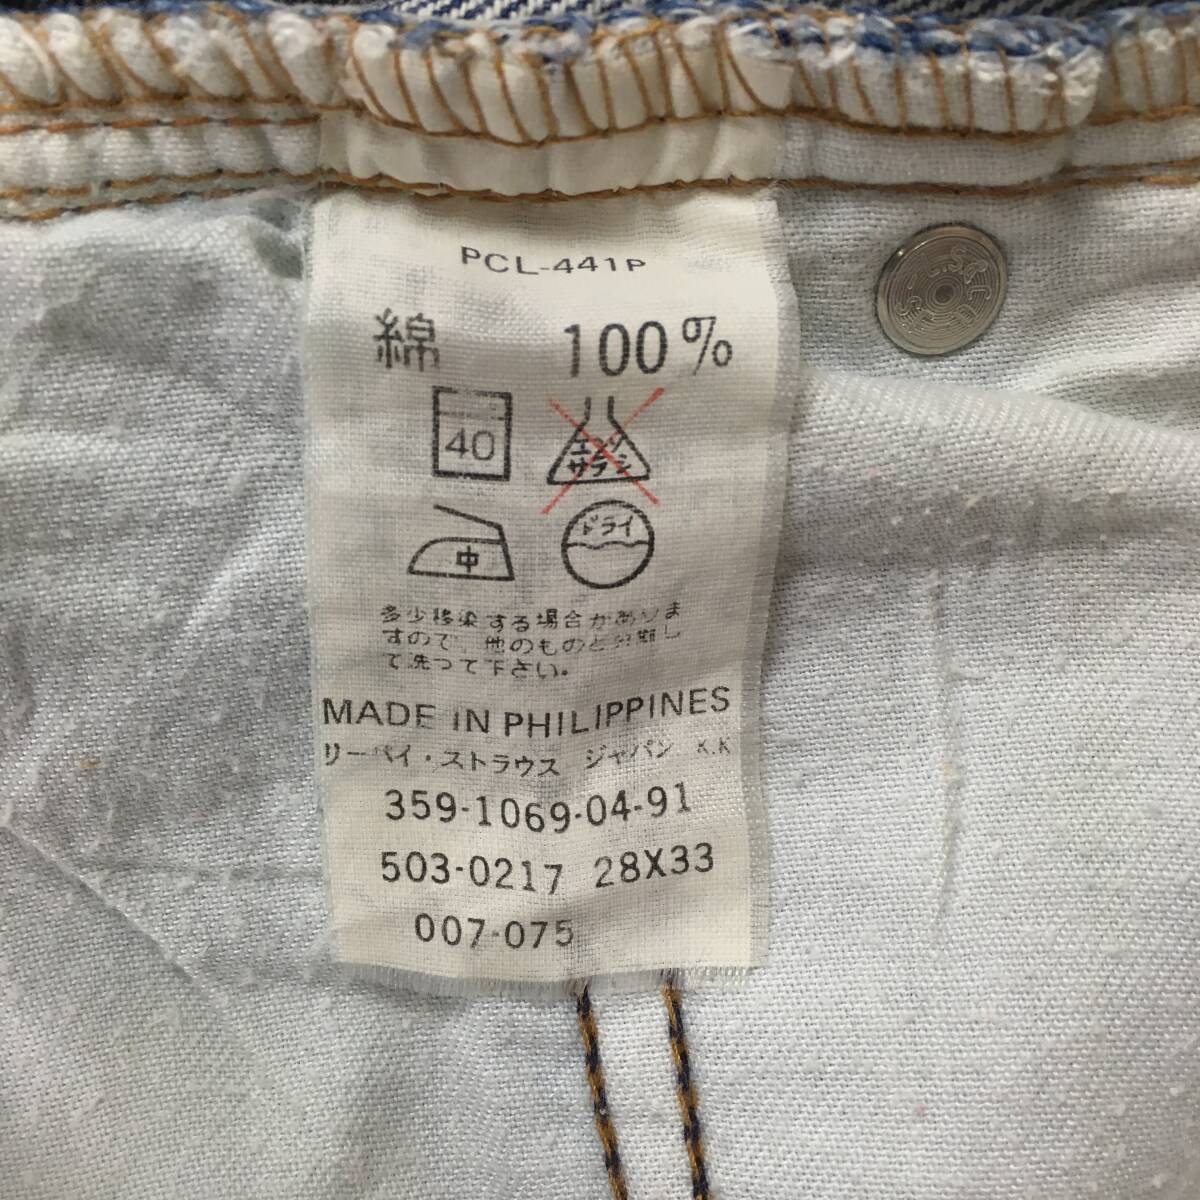 PCL-441P
綿 100%
40
エンソ
サラシ
中
ドライ
多少移染する場合がありま
すので、他のものと分離し
て洗って下さい。
MADE IN PHILIPPINES
リーバイ・ストラウス ジャパン K.K
359-1069-04-91
503-0217 28X33
007-075